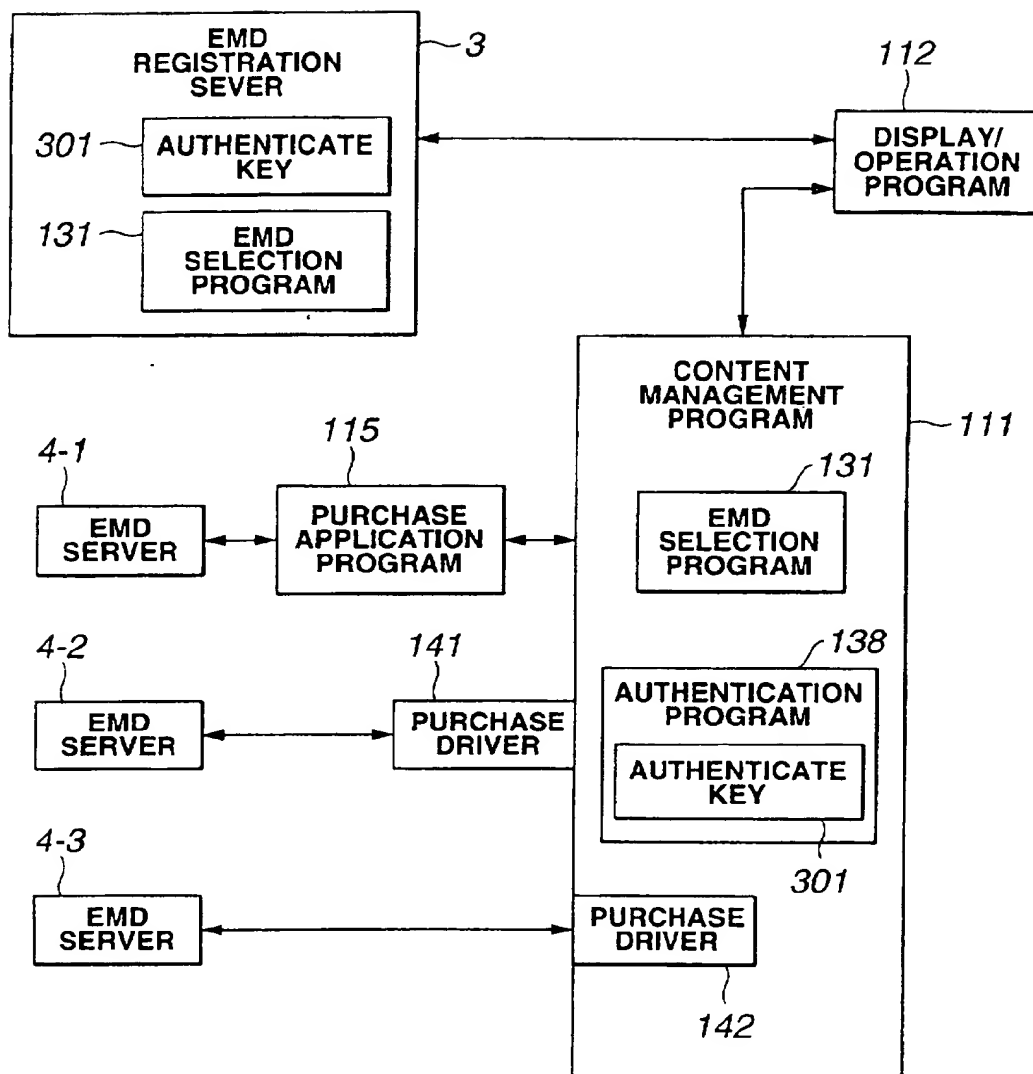 EMD
REGISTRATION
SEVER
3
301
AUTHENTICATE
KEY
131
EMD
SELECTION
PROGRAM
112
DISPLAY/
OPERATION
PROGRAM
CONTENT
MANAGEMENT
PROGRAM
111
4-1
EMD
SERVER
115
PURCHASE
APPLICATION
PROGRAM
131
EMD
SELECTION
PROGRAM
4-2
EMD
SERVER
141
PURCHASE
DRIVER
138
AUTHENTICATION
PROGRAM
AUTHENTICATE
KEY
301
4-3
EMD
SERVER
PURCHASE
DRIVER
142